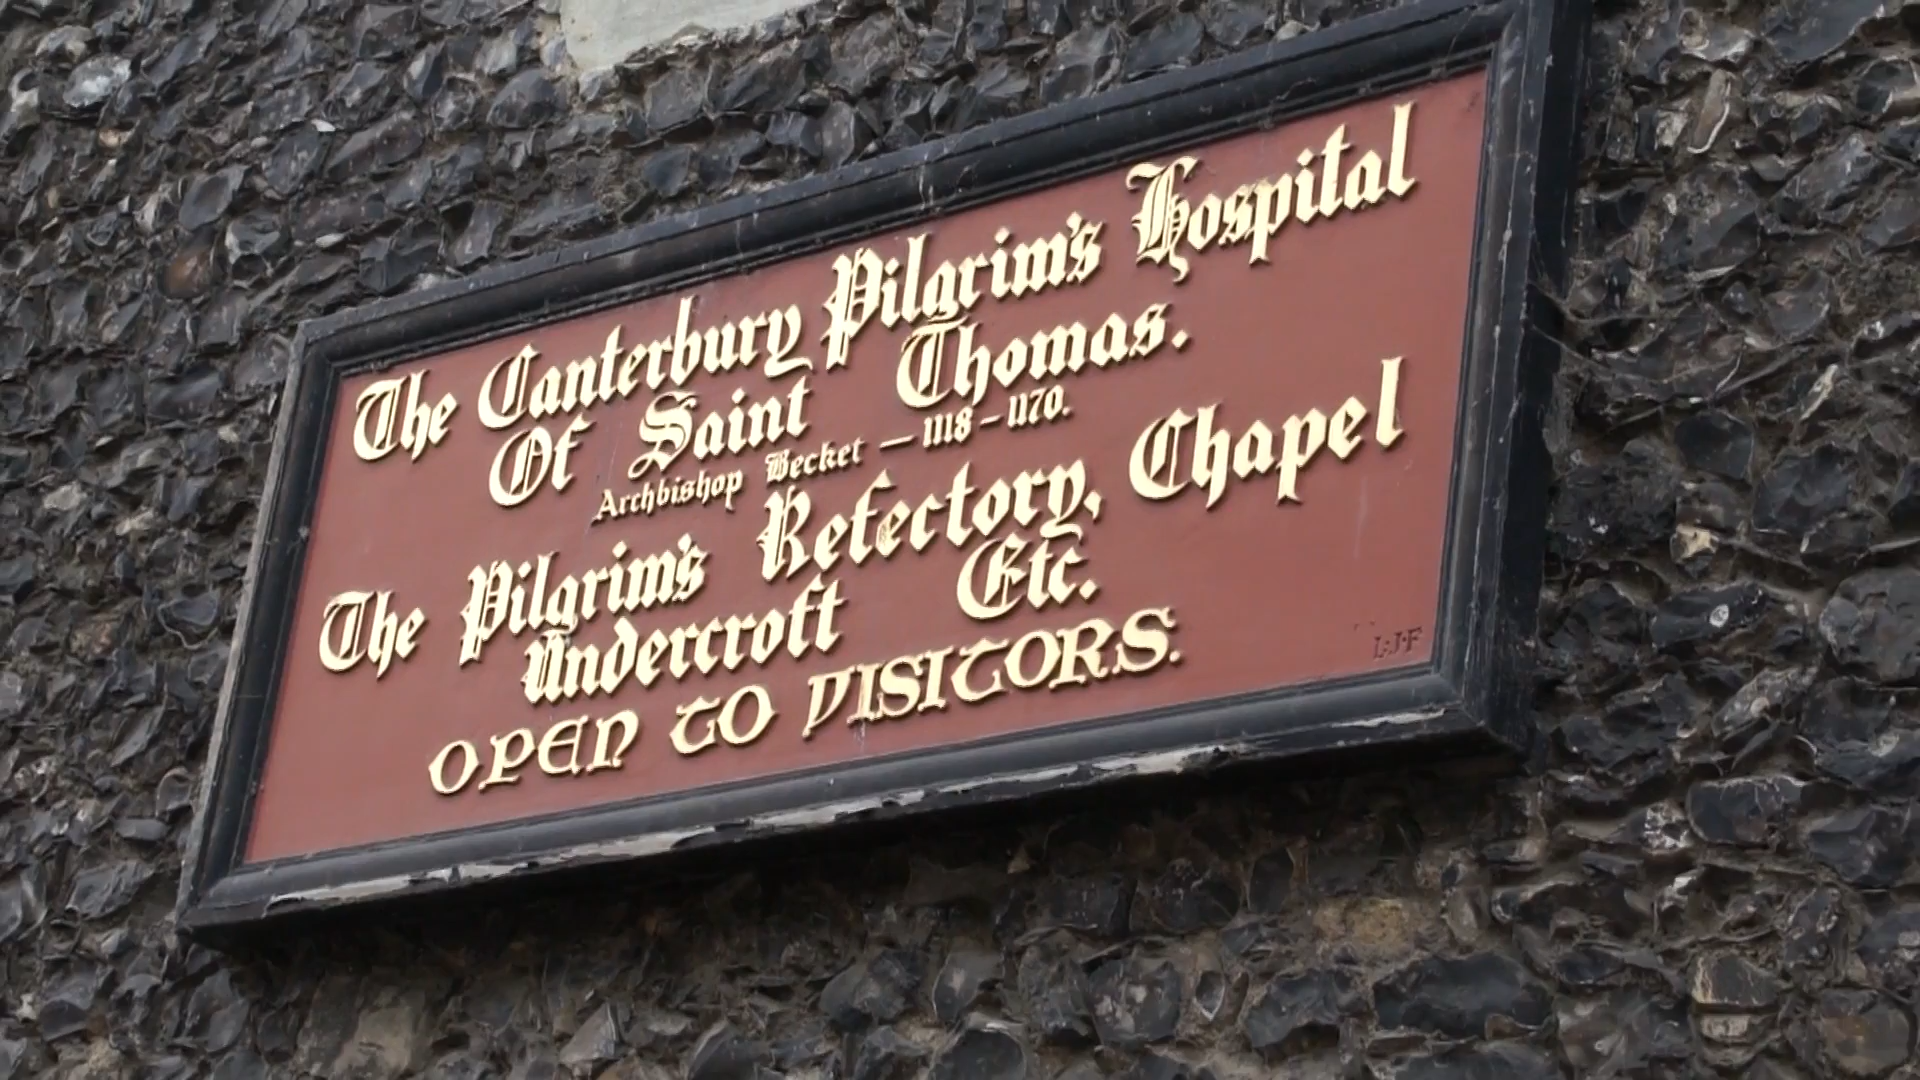 The Canterbury Pilgrim's Hospital
Of Saint Thomas.
Archbishop Becket – 1118 – 1170.
The Pilgrim's Refectory, Chapel
Undercroft Etc.
OPEN TO VISITORS.
L.J.F